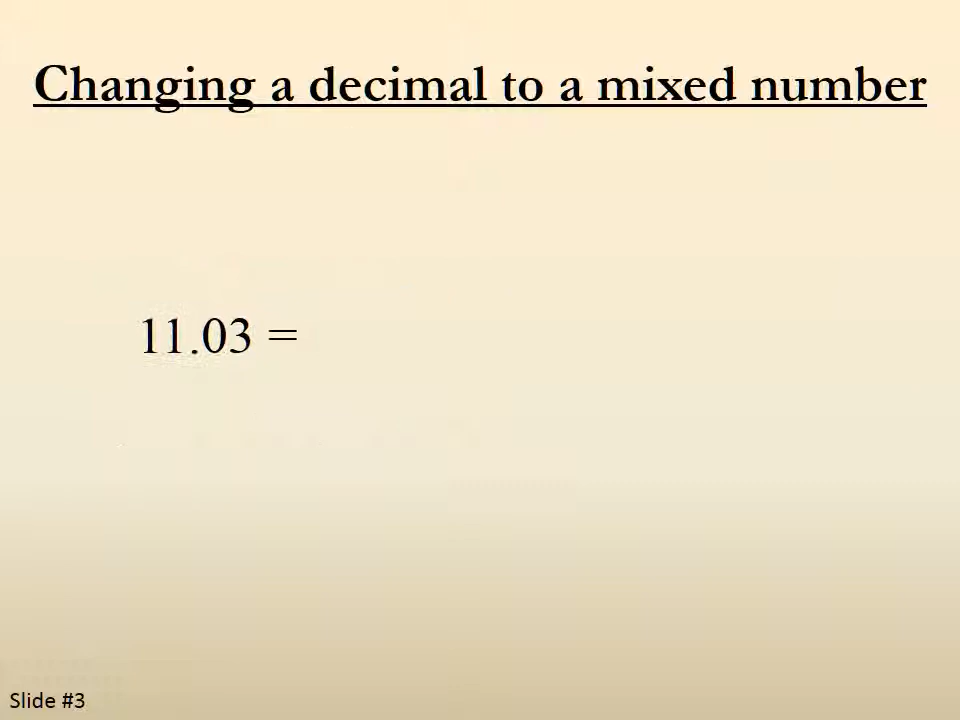 Changing a decimal to a mixed number
11.03 =
Slide #3